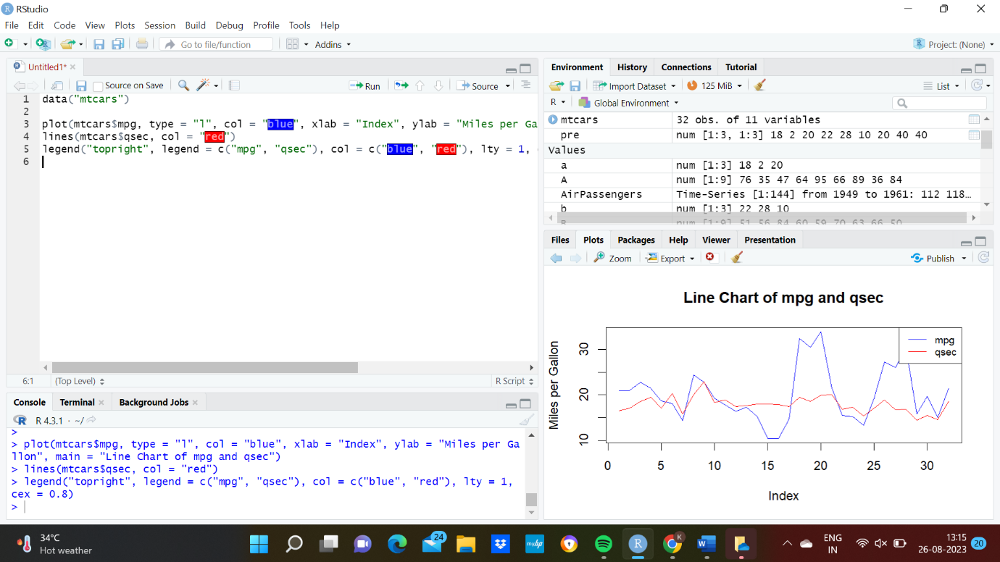 RStudio
File Edit Code View Plots Session Build Debug Profile Tools Help
Go to file/function Addins Project: (None)
Untitled1*
Source on Save Run Source
1 data("mtcars")
2
3 plot(mtcars$mpg, type = "l", col = "blue", xlab = "Index", ylab = "Miles per Ga
4 lines(mtcars$qsec, col = "red")
5 legend("topright", legend = c("mpg", "qsec"), col = c("blue", "red"), lty = 1,
6
6:1 (Top Level) R Script
Console Terminal Background Jobs
R 4.3.1 · ~/
>
> plot(mtcars$mpg, type = "l", col = "blue", xlab = "Index", ylab = "Miles per Ga
llon", main = "Line Chart of mpg and qsec")
> lines(mtcars$qsec, col = "red")
> legend("topright", legend = c("mpg", "qsec"), col = c("blue", "red"), lty = 1,
cex = 0.8)
>
Environment History Connections Tutorial
Import Dataset 125 MiB List
R Global Environment
mtcars 32 obs. of 11 variables
pre num [1:3, 1:3] 18 2 20 22 28 10 20 40 40
Values
a num [1:3] 18 2 20
A num [1:9] 76 35 47 64 95 66 89 36 84
AirPassengers Time-Series [1:144] from 1949 to 1961: 112 118…
b num [1:3] 22 28 10
B num [1:9] 51 56 84 60 59 70 63 66 50
Files Plots Packages Help Viewer Presentation
Zoom Export Publish
Line Chart of mpg and qsec
mpg
qsec
Miles per Gallon
30
20
10
0 5 10 15 20 25 30
Index
34°C
Hot weather
24
myhp
K
ENG
IN
13:15
26-08-2023
20